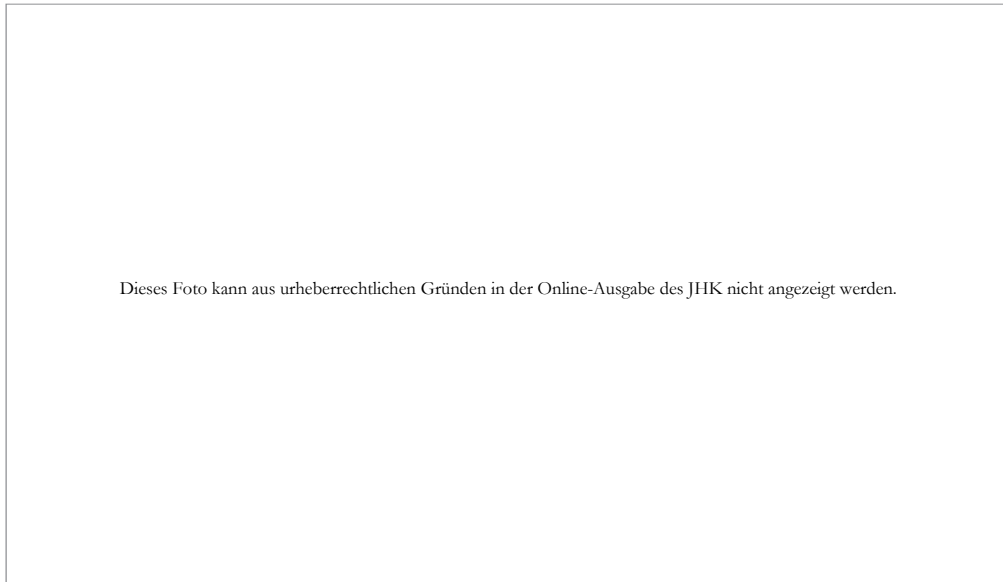 Dieses Foto kann aus urheberrechtlichen Gründen in der Online-Ausgabe des JHK nicht angezeigt werden.